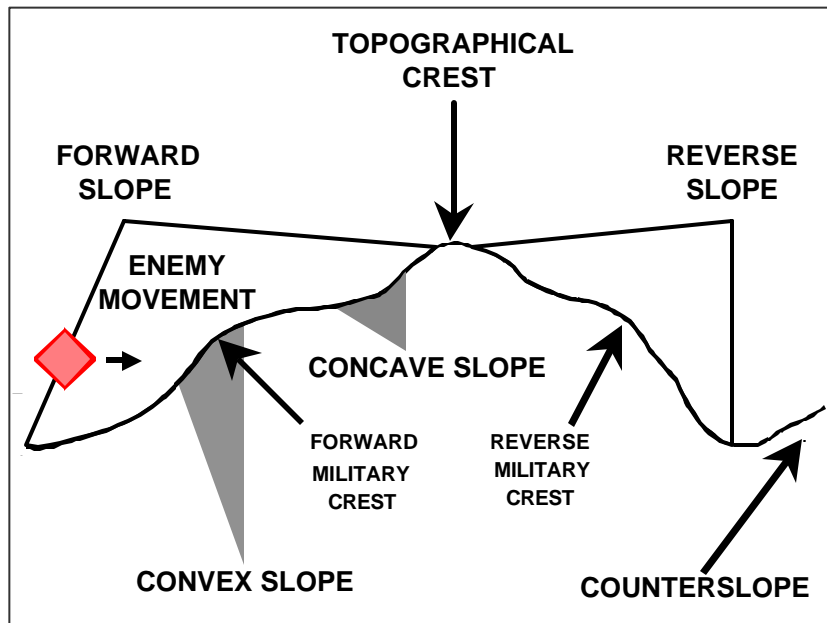 TOPOGRAPHICAL
CREST
FORWARD
SLOPE
REVERSE
SLOPE
ENEMY
MOVEMENT
CONCAVE SLOPE
FORWARD
MILITARY
CREST
REVERSE
MILITARY
CREST
CONVEX SLOPE
COUNTERSLOPE